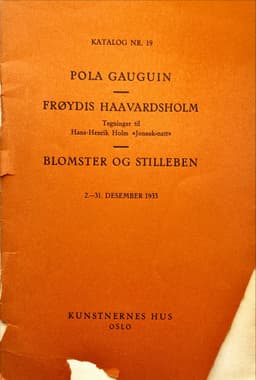 KATALOG NR. 19
POLA GAUGUIN
FRØYDIS HAAVARDSHOLM
Tegninger til
Hans-Henrik Holm «Jonsoknatt»
BLOMSTER OG STILLEBEN
2.—31. DESEMBER 1933
KUNSTNERNES HUS
OSLO